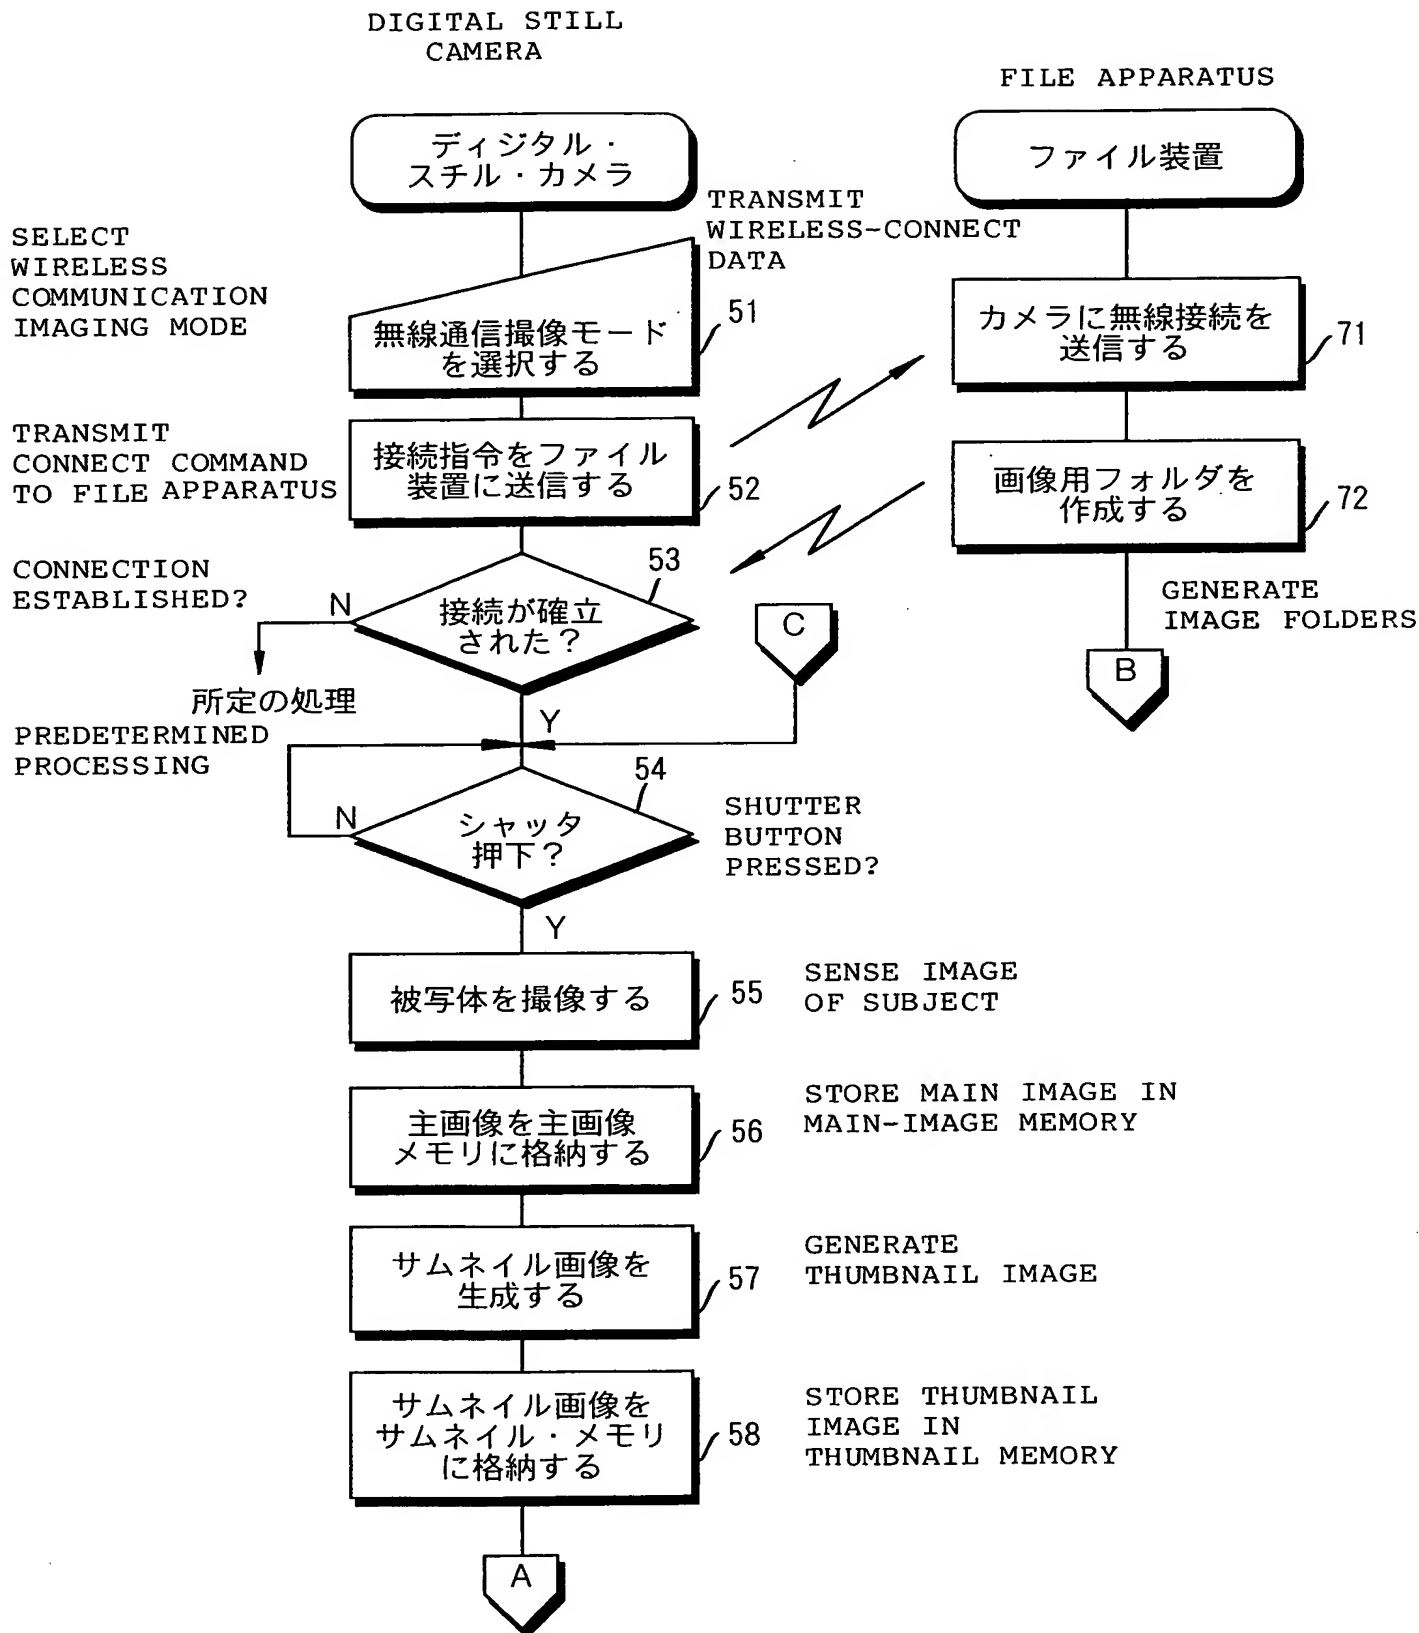 DIGITAL STILL
CAMERA
FILE APPARATUS
ディジタル・
スチル・カメラ
ファイル装置
TRANSMIT
WIRELESS-CONNECT
DATA
SELECT
WIRELESS
COMMUNICATION
IMAGING MODE
無線通信撮像モード
を選択する
51
カメラに無線接続を
送信する
71
TRANSMIT
CONNECT COMMAND
TO FILE APPARATUS
接続指令をファイル
装置に送信する
52
画像用フォルダを
作成する
72
CONNECTION
ESTABLISHED?
N
接続が確立
された?
53
C
GENERATE
IMAGE FOLDERS
B
所定の処理
PREDETERMINED
PROCESSING
Y
N
シャッタ
押下?
54
SHUTTER
BUTTON
PRESSED?
Y
被写体を撮像する
55
SENSE IMAGE
OF SUBJECT
主画像を主画像
メモリに格納する
56
STORE MAIN IMAGE IN
MAIN-IMAGE MEMORY
サムネイル画像を
生成する
57
GENERATE
THUMBNAIL IMAGE
サムネイル画像を
サムネイル・メモリ
に格納する
58
STORE THUMBNAIL
IMAGE IN
THUMBNAIL MEMORY
A